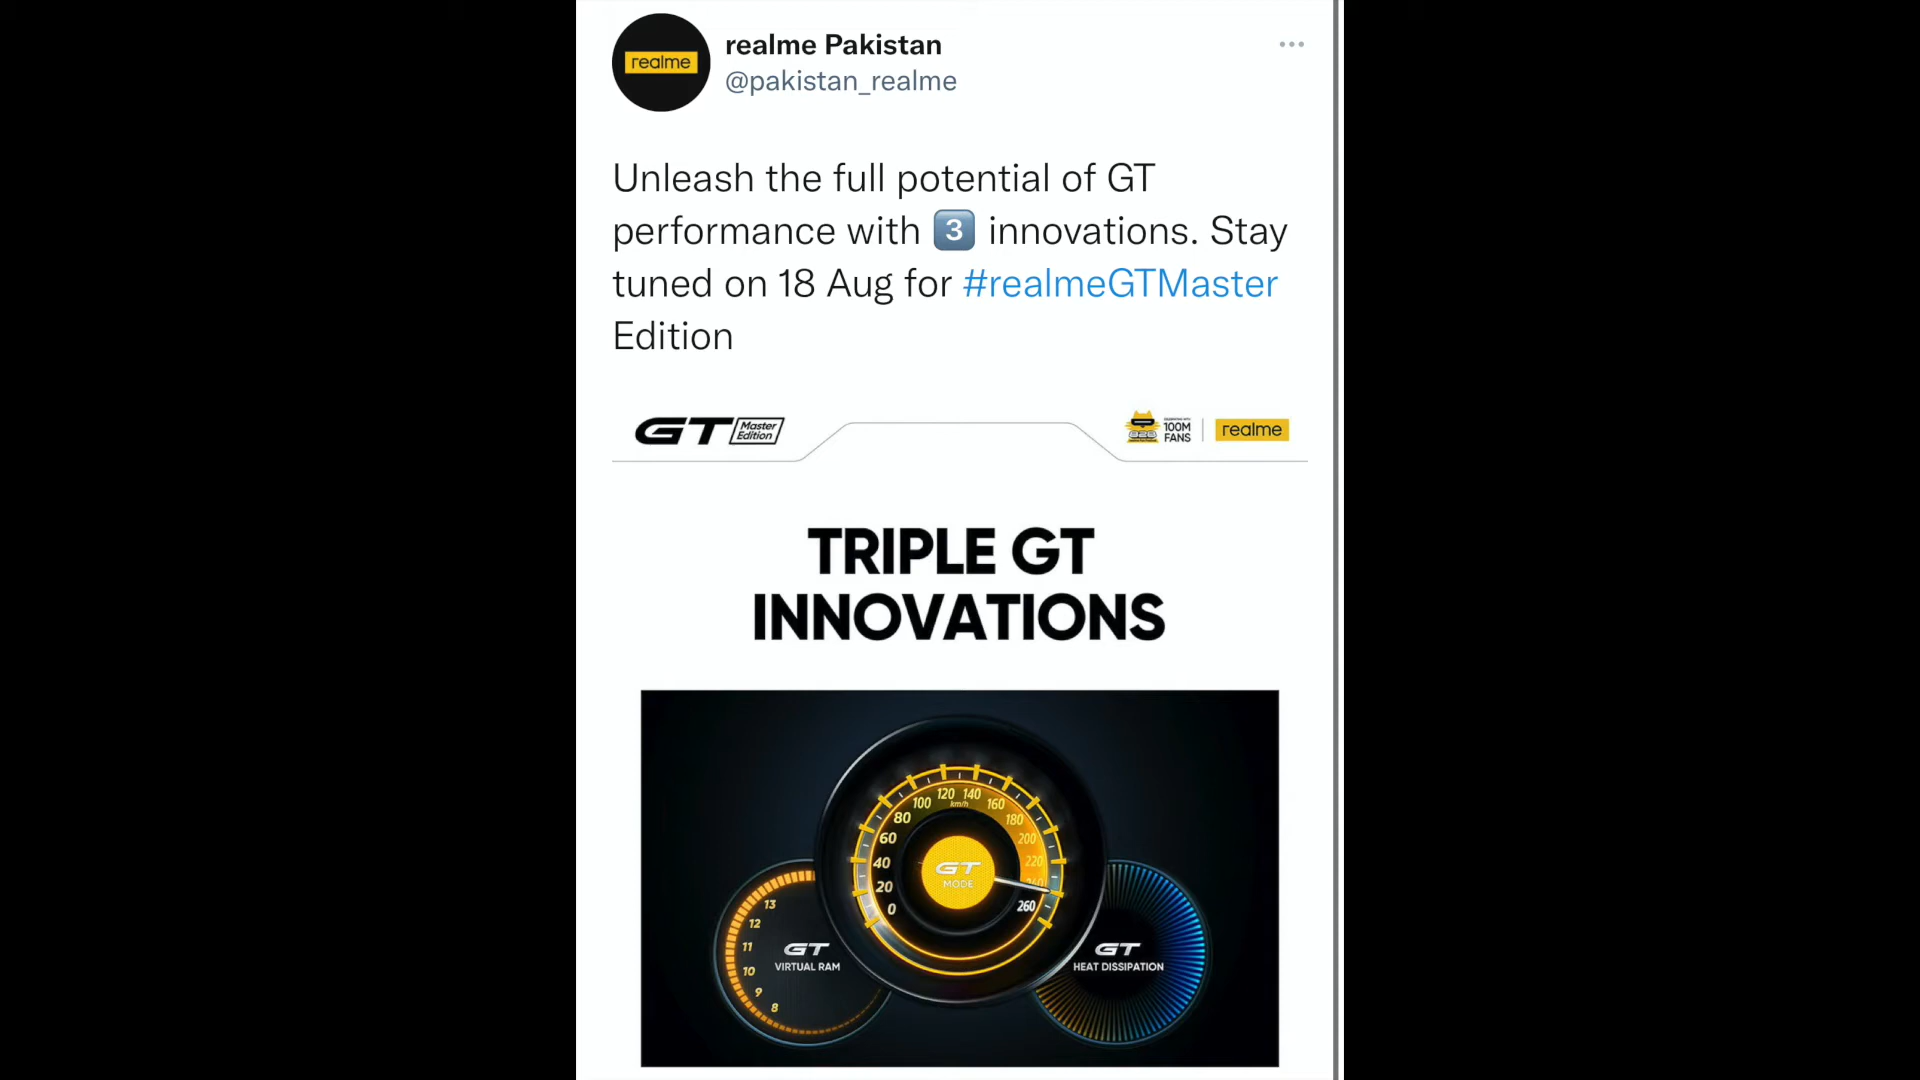 realme
realme Pakistan
@pakistan_realme
Unleash the full potential of GT
performance with 3 innovations. Stay
tuned on 18 Aug for #realmeGTMaster
Edition
GT Master
Edition
828
100M
FANS
realme
TRIPLE GT
INNOVATIONS
0 20 40 60 80 100 120 140 160 180 200 220 240 260
km/h
GT
MODE
13
12
11
10
9
8
GT
VIRTUAL RAM
GT
HEAT DISSIPATION